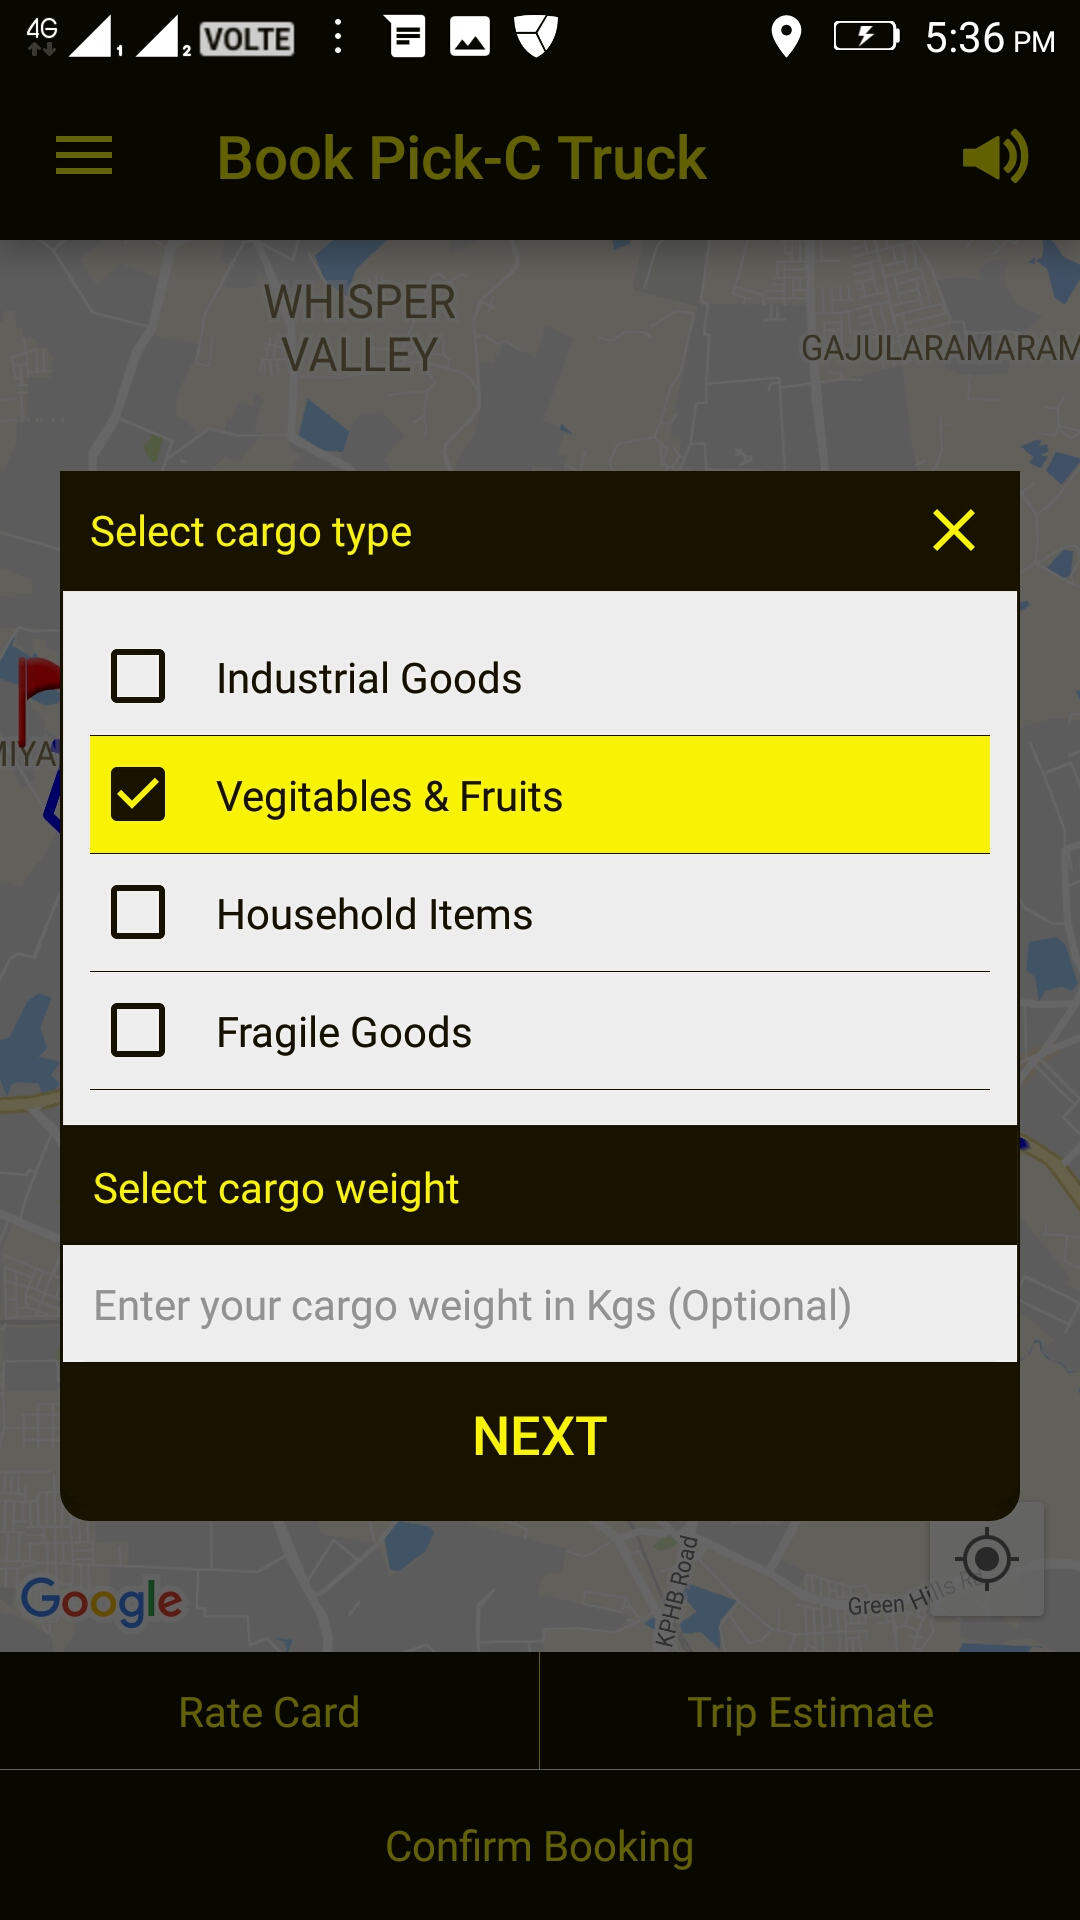 4G 1 2 VOLTE 5:36 PM
Book Pick-C Truck
WHISPER
VALLEY
GAJULARAMARAM
Select cargo type
Industrial Goods
MIYA
Vegitables & Fruits
Household Items
Fragile Goods
Select cargo weight
Enter your cargo weight in Kgs (Optional)
NEXT
KPHB Road
Google
Green Hills Rd
Rate Card
Trip Estimate
Confirm Booking